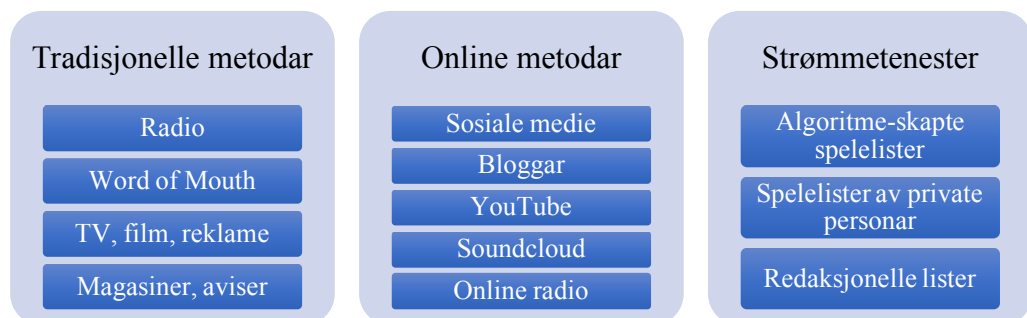 Tradisjonelle metodar
Radio
Word of Mouth
TV, film, reklame
Magasiner, aviser
Online metodar
Sosiale medie
Bloggar
YouTube
Soundcloud
Online radio
Strømmetenester
Algoritme-skapte
spelelister
Spelelister av private
personar
Redaksjonelle lister